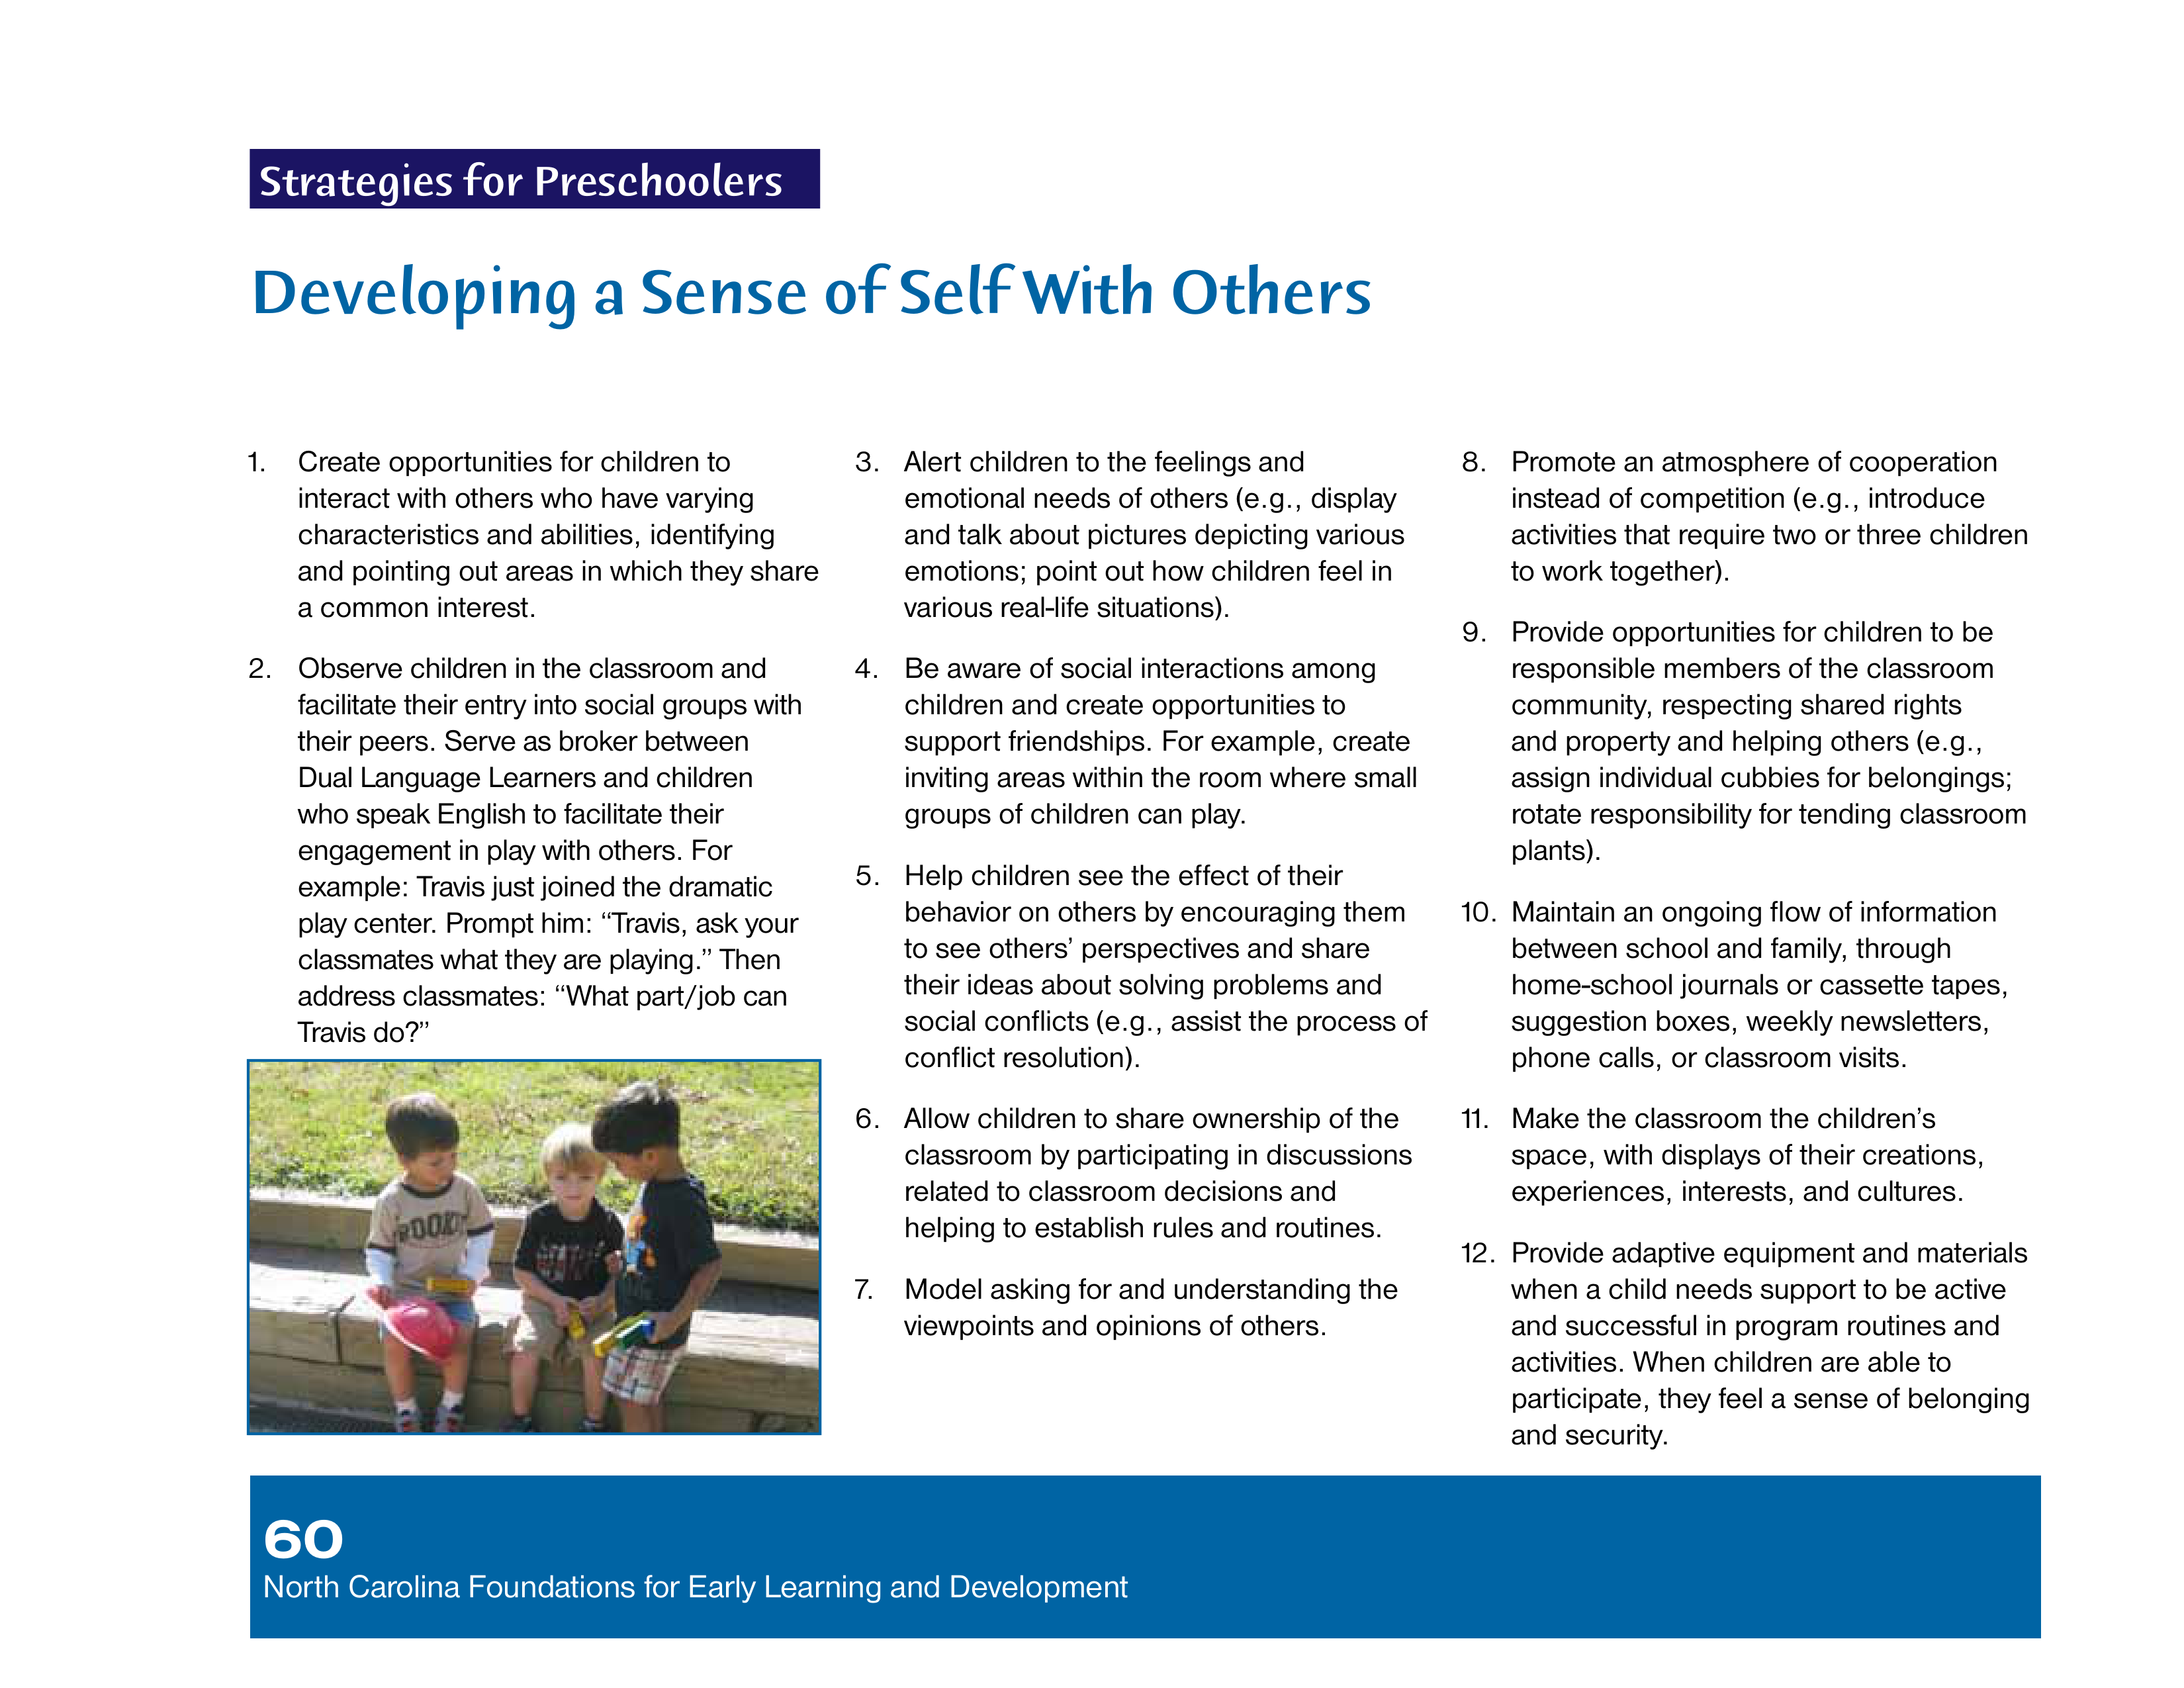 Strategies for Preschoolers
Developing a Sense of Self With Others
1. Create opportunities for children to
interact with others who have varying
characteristics and abilities, identifying
and pointing out areas in which they share
a common interest.
2. Observe children in the classroom and
facilitate their entry into social groups with
their peers. Serve as broker between
Dual Language Learners and children
who speak English to facilitate their
engagement in play with others. For
example: Travis just joined the dramatic
play center. Prompt him: “Travis, ask your
classmates what they are playing.” Then
address classmates: “What part/job can
Travis do?”
3. Alert children to the feelings and
emotional needs of others (e.g., display
and talk about pictures depicting various
emotions; point out how children feel in
various real-life situations).
4. Be aware of social interactions among
children and create opportunities to
support friendships. For example, create
inviting areas within the room where small
groups of children can play.
5. Help children see the effect of their
behavior on others by encouraging them
to see others’ perspectives and share
their ideas about solving problems and
social conflicts (e.g., assist the process of
conflict resolution).
6. Allow children to share ownership of the
classroom by participating in discussions
related to classroom decisions and
helping to establish rules and routines.
7. Model asking for and understanding the
viewpoints and opinions of others.
8. Promote an atmosphere of cooperation
instead of competition (e.g., introduce
activities that require two or three children
to work together).
9. Provide opportunities for children to be
responsible members of the classroom
community, respecting shared rights
and property and helping others (e.g.,
assign individual cubbies for belongings;
rotate responsibility for tending classroom
plants).
10. Maintain an ongoing flow of information
between school and family, through
home-school journals or cassette tapes,
suggestion boxes, weekly newsletters,
phone calls, or classroom visits.
11. Make the classroom the children’s
space, with displays of their creations,
experiences, interests, and cultures.
12. Provide adaptive equipment and materials
when a child needs support to be active
and successful in program routines and
activities. When children are able to
participate, they feel a sense of belonging
and security.
60
North Carolina Foundations for Early Learning and Development